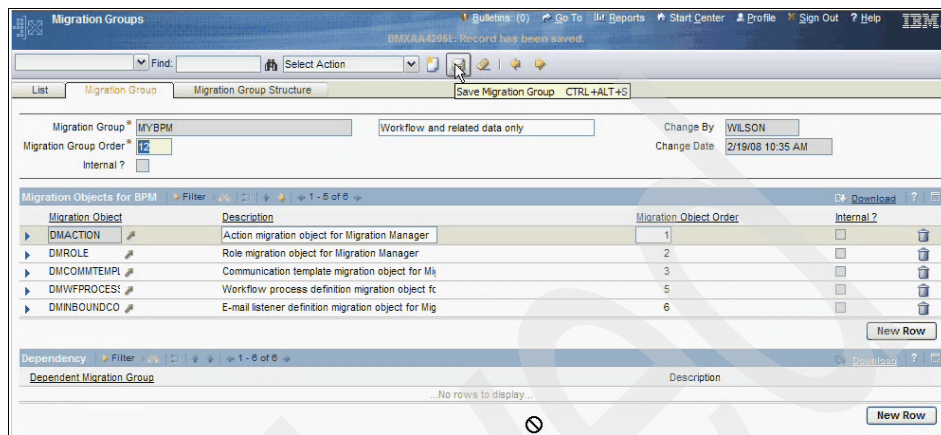 Migration Groups
Bulletins: (0) Go To Reports Start Center Profile Sign Out ? Help IBM
BMXAA4205E: Record has been saved.
Find: Select Action
List Migration Group Migration Group Structure
Save Migration Group CTRL+ALT+S
Migration Group * MYBPM Workflow and related data only Change By WILSON
Migration Group Order * 12 Change Date 2/19/08 10:35 AM
Internal ?
Migration Objects for BPM Filter 1 - 5 of 6 Download ?
Migration Object Description Migration Object Order Internal ?
DMACTION Action migration object for Migration Manager 1
DMROLE Role migration object for Migration Manager 2
DMCOMMTEMPL Communication template migration object for Mig 3
DMWFPROCESS Workflow process definition migration object fo 5
DMINBOUNDCO E-mail listener definition migration object for Mig 6
New Row
Dependency Filter 1 - 6 of 6 Download ?
Dependent Migration Group Description
...No rows to display...
New Row